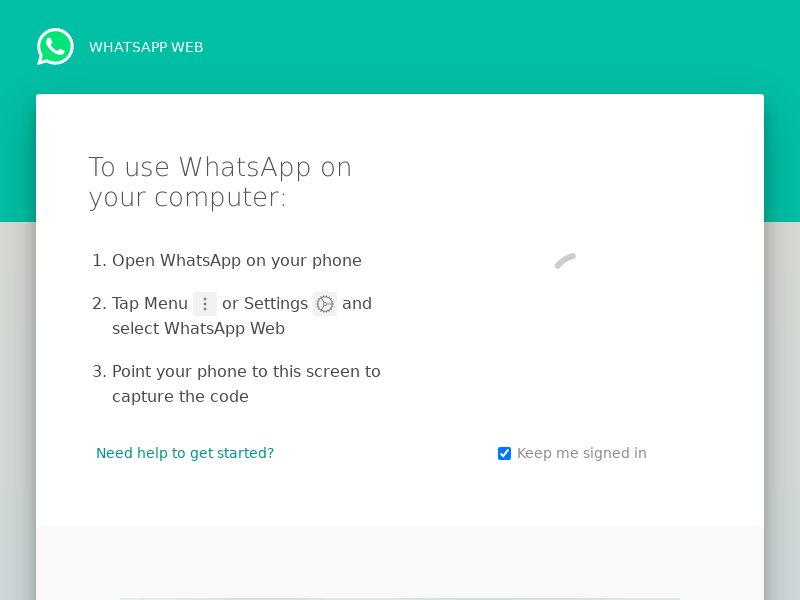 WHATSAPP WEB
To use WhatsApp on
your computer:
1. Open WhatsApp on your phone
2. Tap Menu or Settings and
select WhatsApp Web
3. Point your phone to this screen to
capture the code
Need help to get started?
Keep me signed in